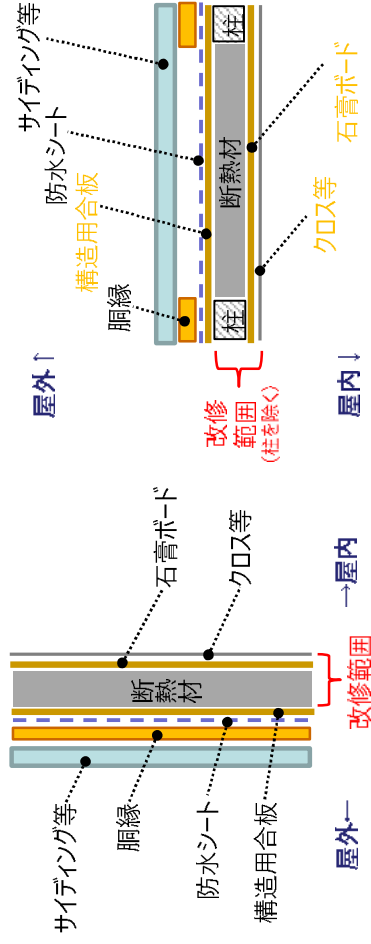 サイディング等
胴縁
防水シート
構造用合板
断熱材
石膏ボード
クロス等
屋外←
→屋内
改修範囲
屋外↑
胴縁
構造用合板
防水シート
サイディング等
柱
断熱材
柱
クロス等
石膏ボード
改修
範囲
(柱を除く)
屋内↓